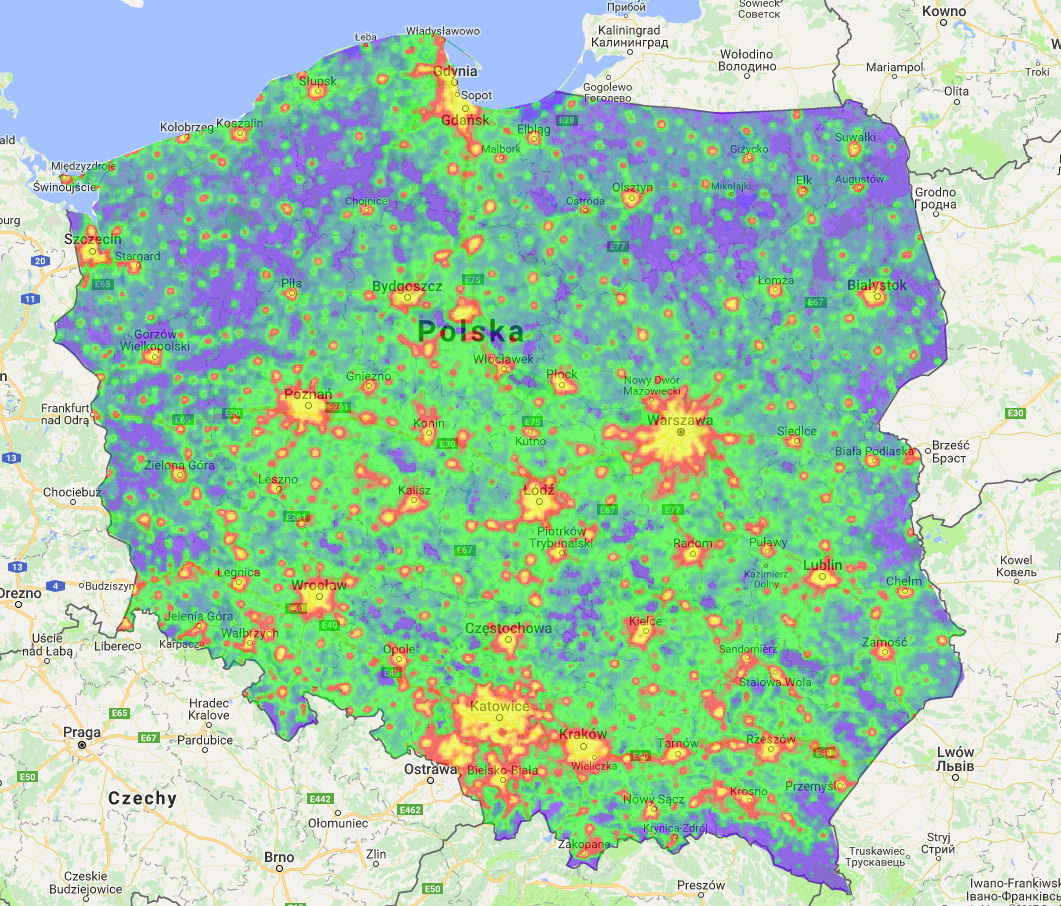 Прибой
Sowieck
Советск
Kowno
Władysławowo
Łeba
Kaliningrad
Калининград
Wołodino
Володино
Mariampol
Troki
Gdynia
Słupsk
Sopot
Gogolewo
Гоголево
Olita
Gdańsk
E28
Kołobrzeg
Koszalin
Elbląg
Malbork
Giżycko
Suwałki
Międzyzdroje
Świnoujście
Olsztyn
Mikołajki
Ełk
Augustów
Grodno
Гродна
Chojnice
Ostróda
Szczecin
E77
20
Stargard
E65
E75
Piła
Bydgoszcz
Łomża
Białystok
11
E67
Gorzów
Wielkopolski
Polska
Włocławek
Gniezno
Płock
Nowy Dwór
Mazowiecki
Poznań
E261
Frankfurt
nad Odrą
E65
E30
Konin
E75
Warszawa
E30
Kutno
E30
Siedlce
Biała Podlaska
Brześć
Брэст
13
Zielona Góra
Leszno
Kalisz
Łódź
Chociebuż
E261
E67
E77
E67
Piotrków
Trybunalski
Radom
Puławy
13
4
Budziszyn
Legnica
Wrocław
Kazimierz
Dolny
Lublin
Kowel
Ковель
Drezno
E40
Chełm
Jelenia Góra
E40
Wałbrzych
Częstochowa
Kielce
Uście
nad Łabą
Liberec
Karpacz
Opole
Sandomierz
Zamość
E40
Stalowa Wola
Hradec
Kralove
Katowice
E65
Praga
E67
Pardubice
Kraków
Tarnów
Rzeszów
E40
E40
Lwów
Львів
Ostrawa
Bielsko-Biała
Wieliczka
E50
Czechy
E442
E462
Krosno
Przemyśl
Nowy Sącz
Ołomuniec
Krynica-Zdrój
Stryj
Стрий
Zakopane
Truskawiec
Трускавець
Brno
Zlin
Czeskie
Budziejowice
E50
Preszów
Iwano-Frankiwsk